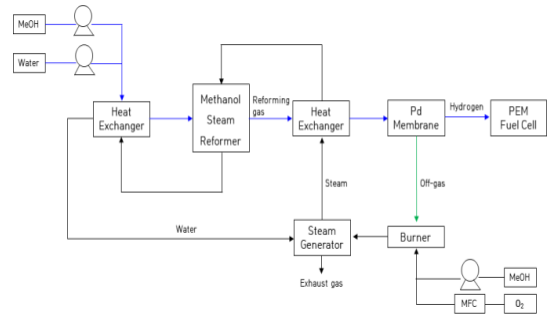 MeOH
Water
Heat
Exchanger
Methanol
Steam
Reformer
Reforming
gas
Heat
Exchanger
Pd
Membrane
Hydrogen
PEM
Fuel Cell
Steam
Off-gas
Water
Steam
Generator
Burner
Exhaust gas
MeOH
MFC
O₂